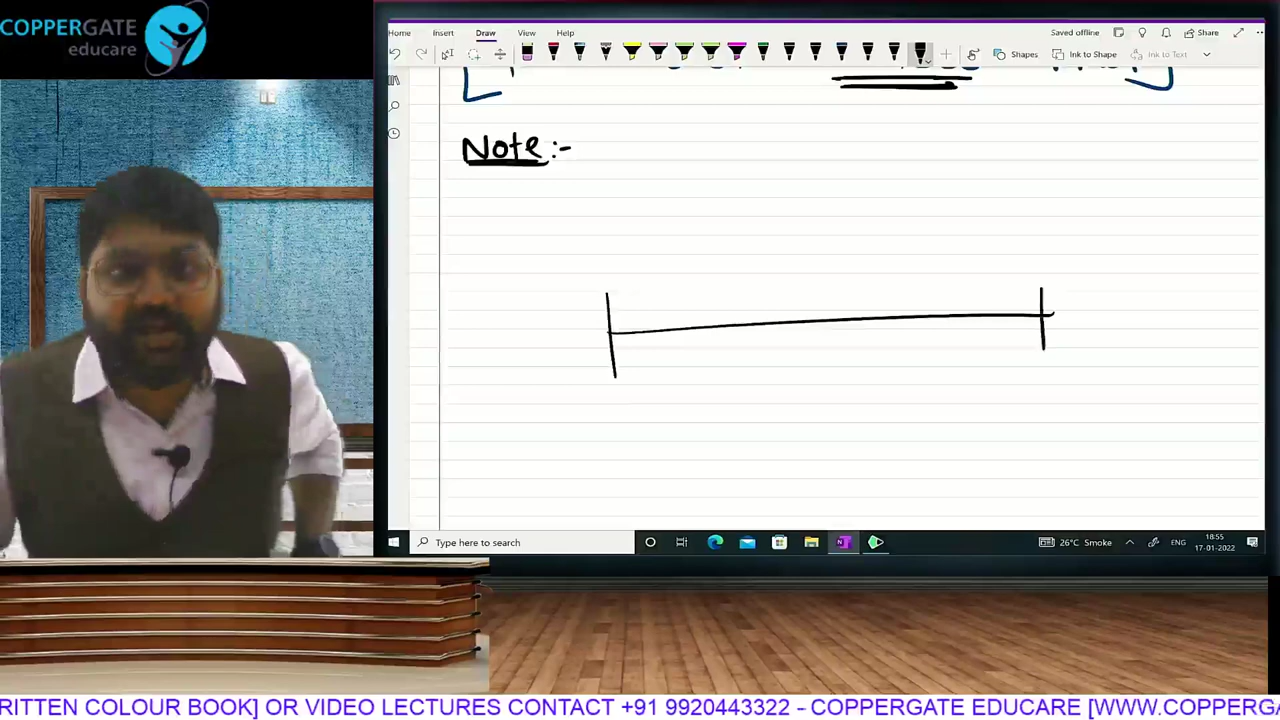 COPPERGATE
educare
Home Insert Draw View Help
Saved offline
Share
Shapes
Ink to Shape
Ink to Text
Note :-
Type here to search
26°C Smoke
ENG
18:55
17-01-2022
RITTEN COLOUR BOOK] OR VIDEO LECTURES CONTACT +91 9920443322 - COPPERGATE EDUCARE [WWW.COPPERGA